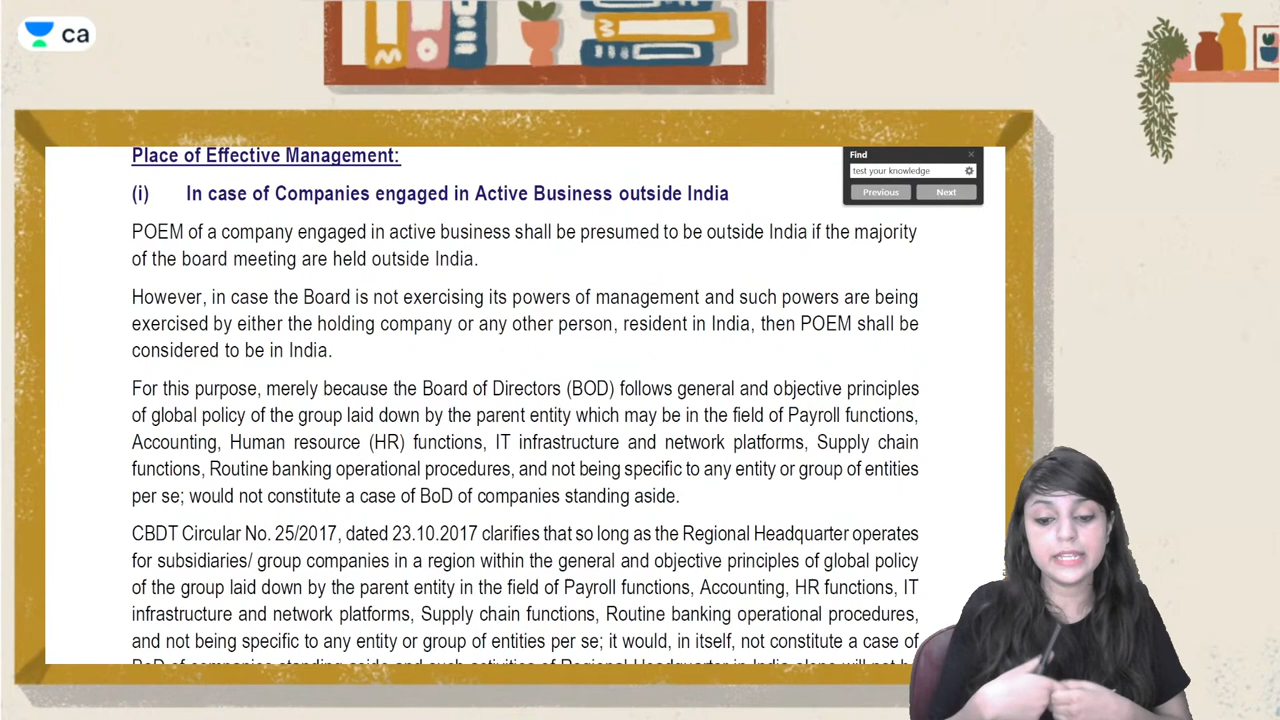 ca
Place of Effective Management:
Find
test your knowledge
Previous Next
(i) In case of Companies engaged in Active Business outside India
POEM of a company engaged in active business shall be presumed to be outside India if the majority
of the board meeting are held outside India.
However, in case the Board is not exercising its powers of management and such powers are being
exercised by either the holding company or any other person, resident in India, then POEM shall be
considered to be in India.
For this purpose, merely because the Board of Directors (BOD) follows general and objective principles
of global policy of the group laid down by the parent entity which may be in the field of Payroll functions,
Accounting, Human resource (HR) functions, IT infrastructure and network platforms, Supply chain
functions, Routine banking operational procedures, and not being specific to any entity or group of entities
per se; would not constitute a case of BoD of companies standing aside.
CBDT Circular No. 25/2017, dated 23.10.2017 clarifies that so long as the Regional Headquarter operates
for subsidiaries/ group companies in a region within the general and objective principles of global policy
of the group laid down by the parent entity in the field of Payroll functions, Accounting, HR functions, IT
infrastructure and network platforms, Supply chain functions, Routine banking operational procedures,
and not being specific to any entity or group of entities per se; it would, in itself, not constitute a case of